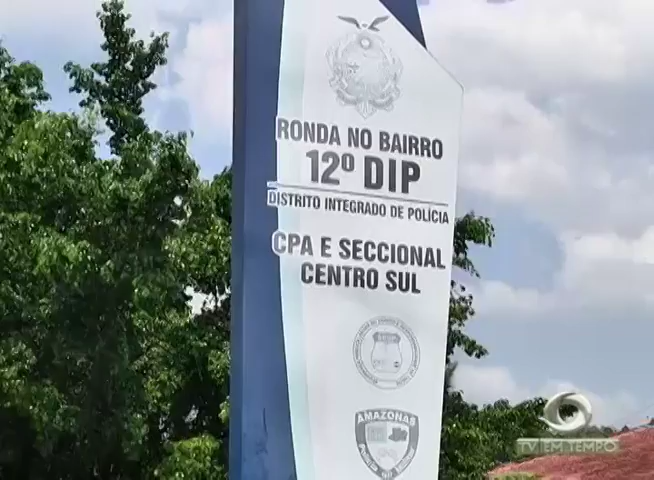 RONDA NO BAIRRO
12º DIP
DISTRITO INTEGRADO DE POLÍCIA
CPA E SECCIONAL
CENTRO SUL
AMAZONAS
TV EM TEMPO